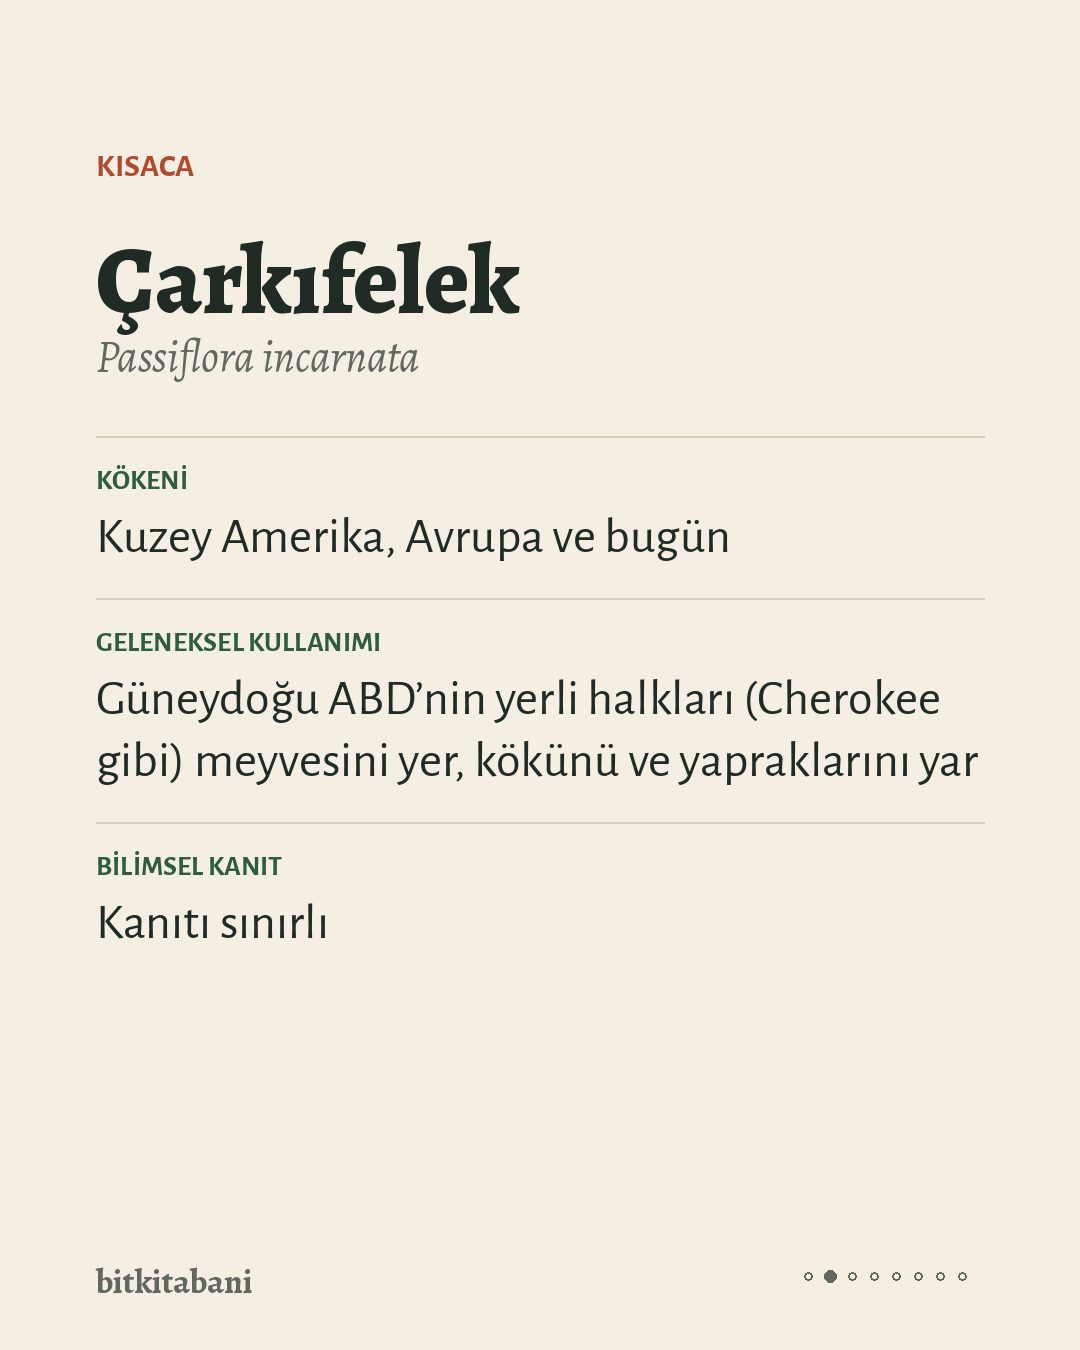 KISACA
Çarkıfelek
Passiflora incarnata
KÖKENİ
Kuzey Amerika, Avrupa ve bugün
GELENEKSEL KULLANIMI
Güneydoğu ABD’nin yerli halkları (Cherokee
gibi) meyvesini yer, kökünü ve yapraklarını yar
BİLİMSEL KANIT
Kanıtı sınırlı
bitkitabani